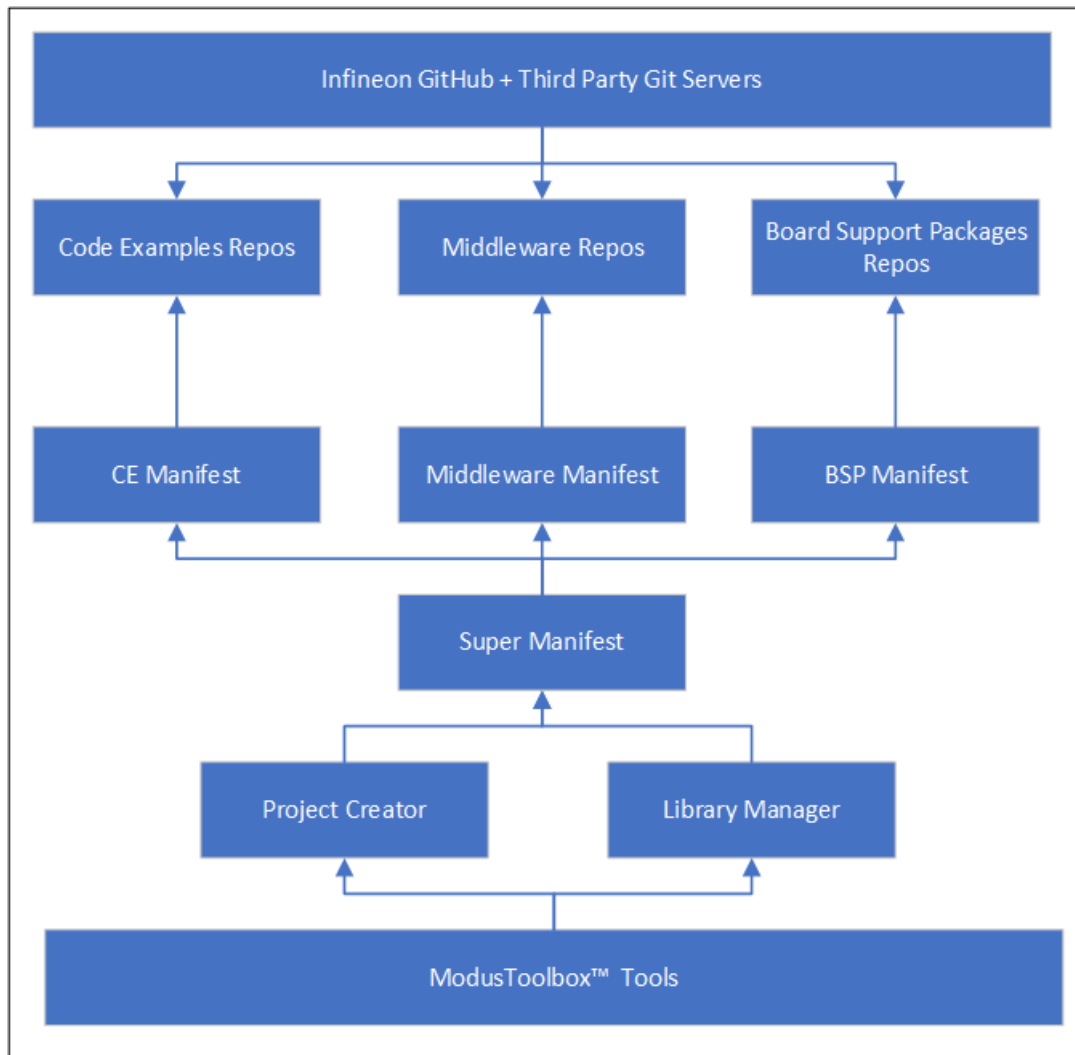 Infineon GitHub + Third Party Git Servers
Code Examples Repos
Middleware Repos
Board Support Packages
Repos
CE Manifest
Middleware Manifest
BSP Manifest
Super Manifest
Project Creator
Library Manager
ModusToolbox™ Tools